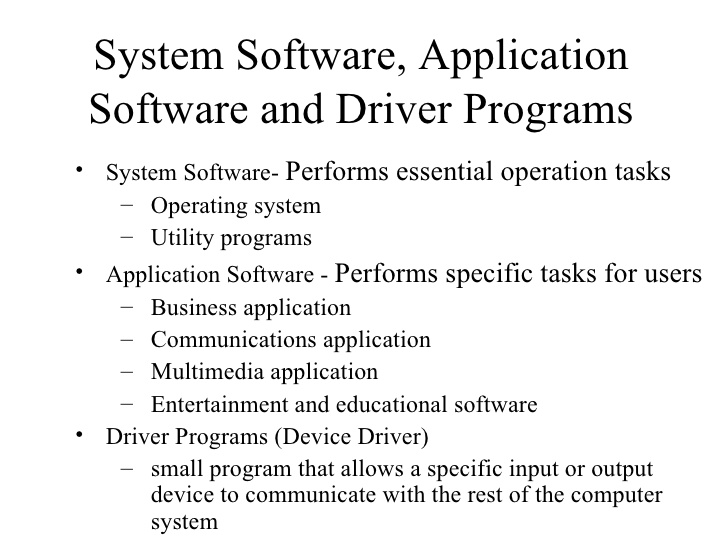 System Software, Application
Software and Driver Programs
• System Software- Performs essential operation tasks
– Operating system
– Utility programs
• Application Software - Performs specific tasks for users
– Business application
– Communications application
– Multimedia application
– Entertainment and educational software
• Driver Programs (Device Driver)
– small program that allows a specific input or output
device to communicate with the rest of the computer
system